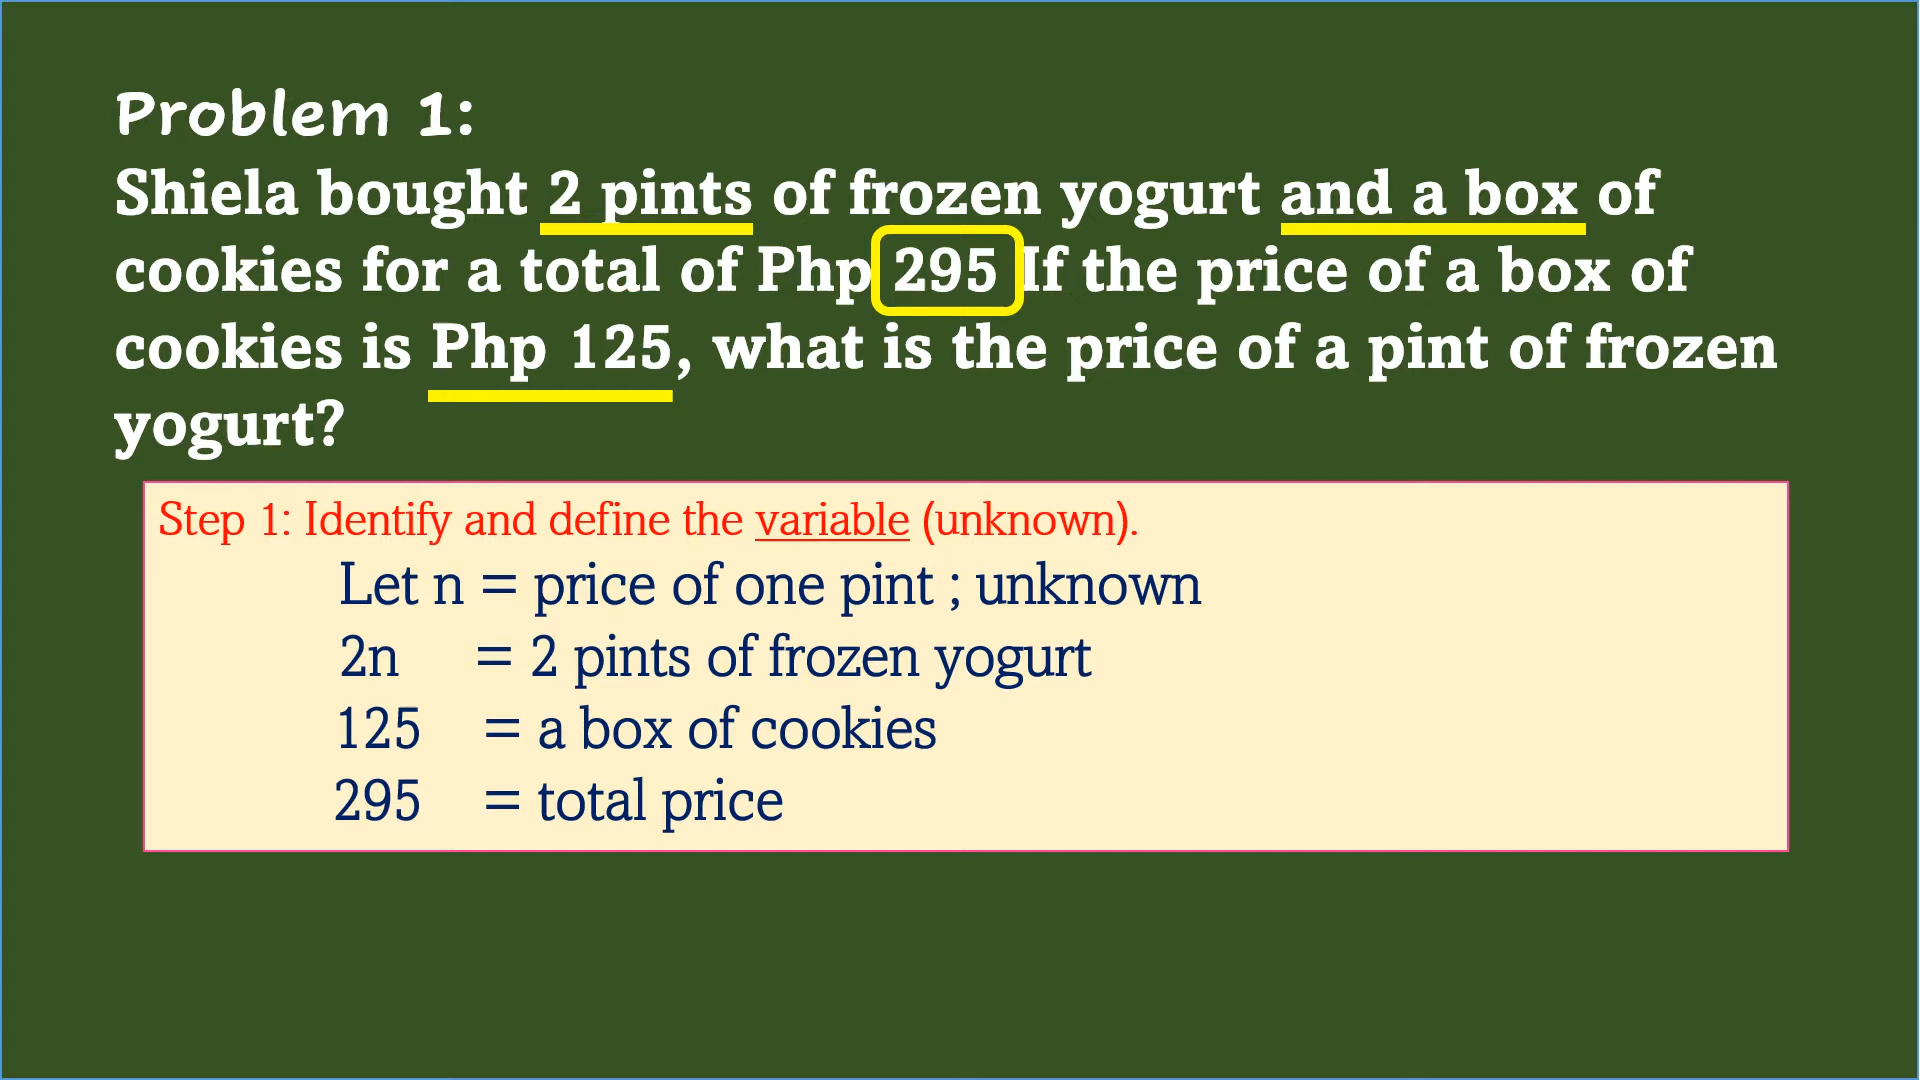 Problem 1:
Shiela bought 2 pints of frozen yogurt and a box of
cookies for a total of Php 295 If the price of a box of
cookies is Php 125, what is the price of a pint of frozen
yogurt?
Step 1: Identify and define the variable (unknown).
Let n = price of one pint ; unknown
2n = 2 pints of frozen yogurt
125 = a box of cookies
295 = total price